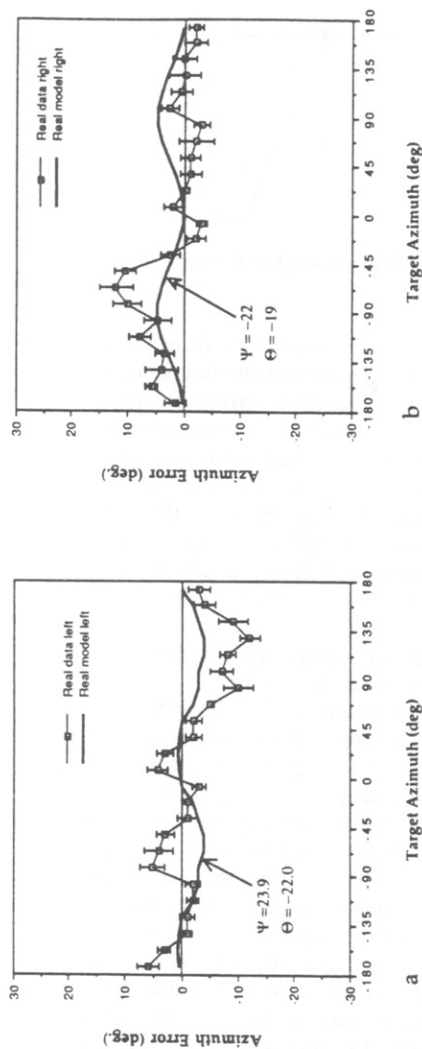 30
20
10
0
-10
-20
-30
Azimuth Error (deg.)
Real data left
Real model left
Ψ=23.9
Θ=-22.0
-180
-135
-90
-45
0
45
90
135
180
Target Azimuth (deg)
a
30
20
10
0
-10
-20
-30
Azimuth Error (deg.)
Real data right
Real model right
Ψ=-22
Θ=-19
-180
-135
-90
-45
0
45
90
135
180
Target Azimuth (deg)
b